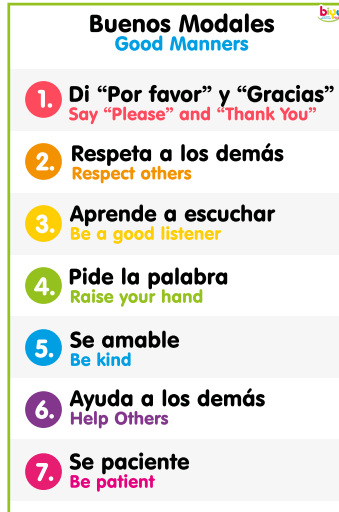 Buenos Modales
Good Manners
1. Di “Por favor” y “Gracias”
Say “Please” and “Thank You”
2. Respeta a los demás
Respect others
3. Aprende a escuchar
Be a good listener
4. Pide la palabra
Raise your hand
5. Se amable
Be kind
6. Ayuda a los demás
Help Others
7. Se paciente
Be patient